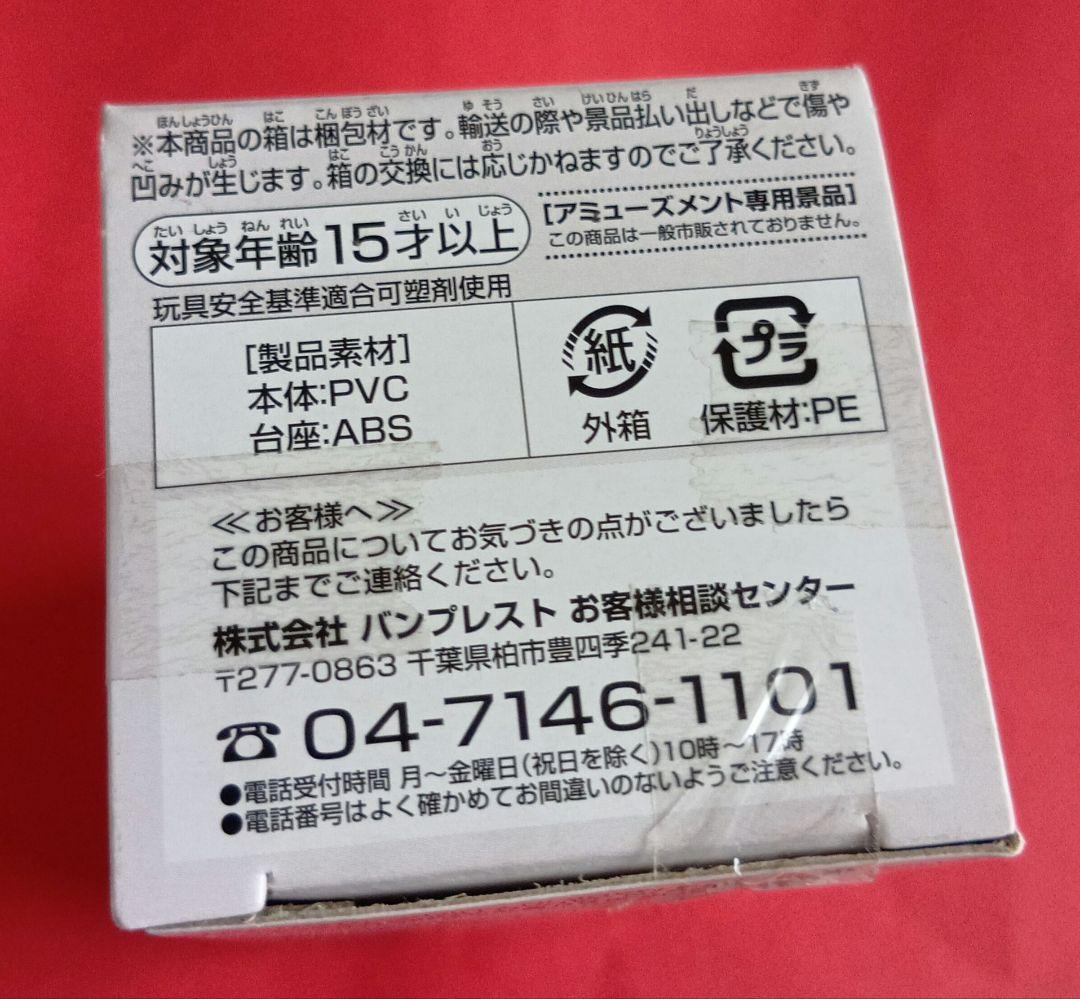 ※本商品の箱は梱包材です。輸送の際や景品払い出しなどで傷や
凹みが生じます。箱の交換には応じかねますのでご了承ください。
対象年齢15才以上
[アミューズメント専用景品]
この商品は一般市販されておりません。
玩具安全基準適合可塑剤使用
[製品素材]
本体:PVC
台座:ABS
紙
外箱
プラ
保護材:PE
≪お客様へ≫
この商品についてお気づきの点がございましたら
下記までご連絡ください。
株式会社 バンプレスト お客様相談センター
〒277-0863 千葉県柏市豊四季241-22
☎04-7146-1101
●電話受付時間 月~金曜日(祝日を除く)10時~17時
●電話番号はよく確かめてお間違いのないようご注意ください。